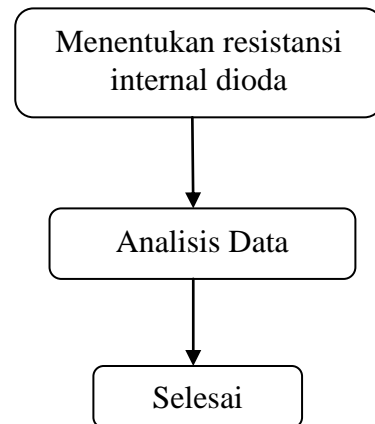 Menentukan resistansi
internal dioda
Analisis Data
Selesai